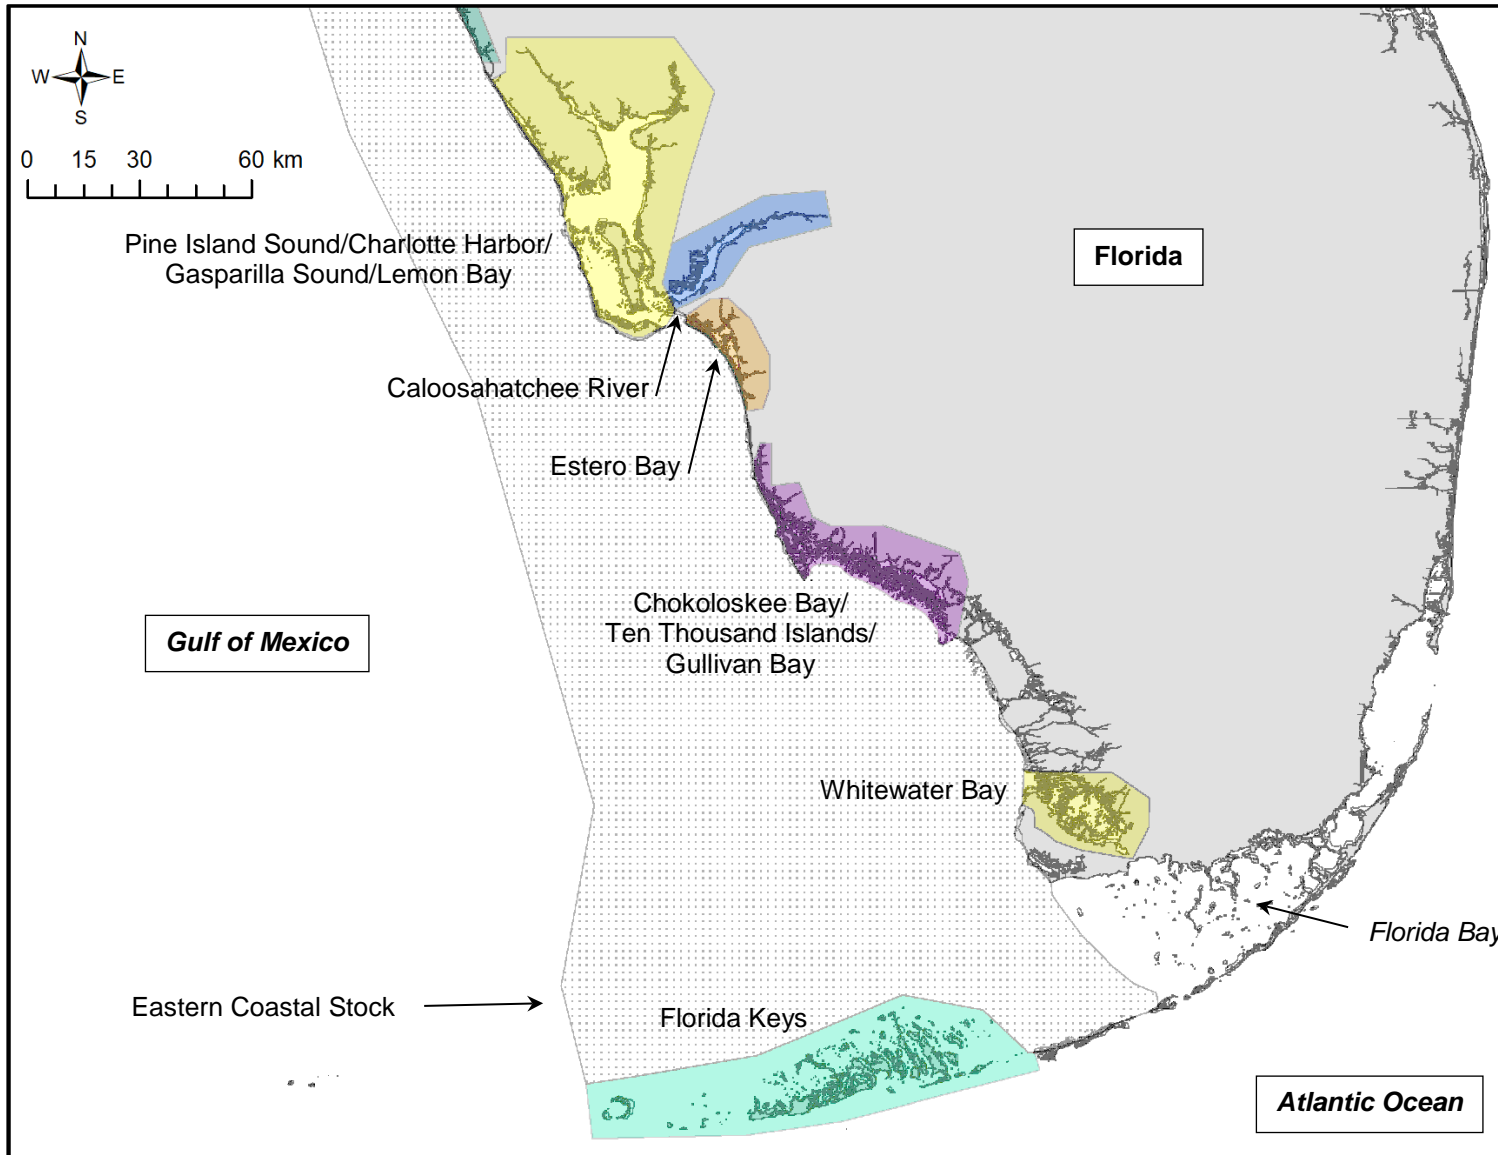 N
W E
S
0 15 30 60 km
Pine Island Sound/Charlotte Harbor/
Gasparilla Sound/Lemon Bay
Florida
Caloosahatchee River
Estero Bay
Chokoloskee Bay/
Ten Thousand Islands/
Gullivan Bay
Gulf of Mexico
Whitewater Bay
Florida Bay
Eastern Coastal Stock
Florida Keys
Atlantic Ocean